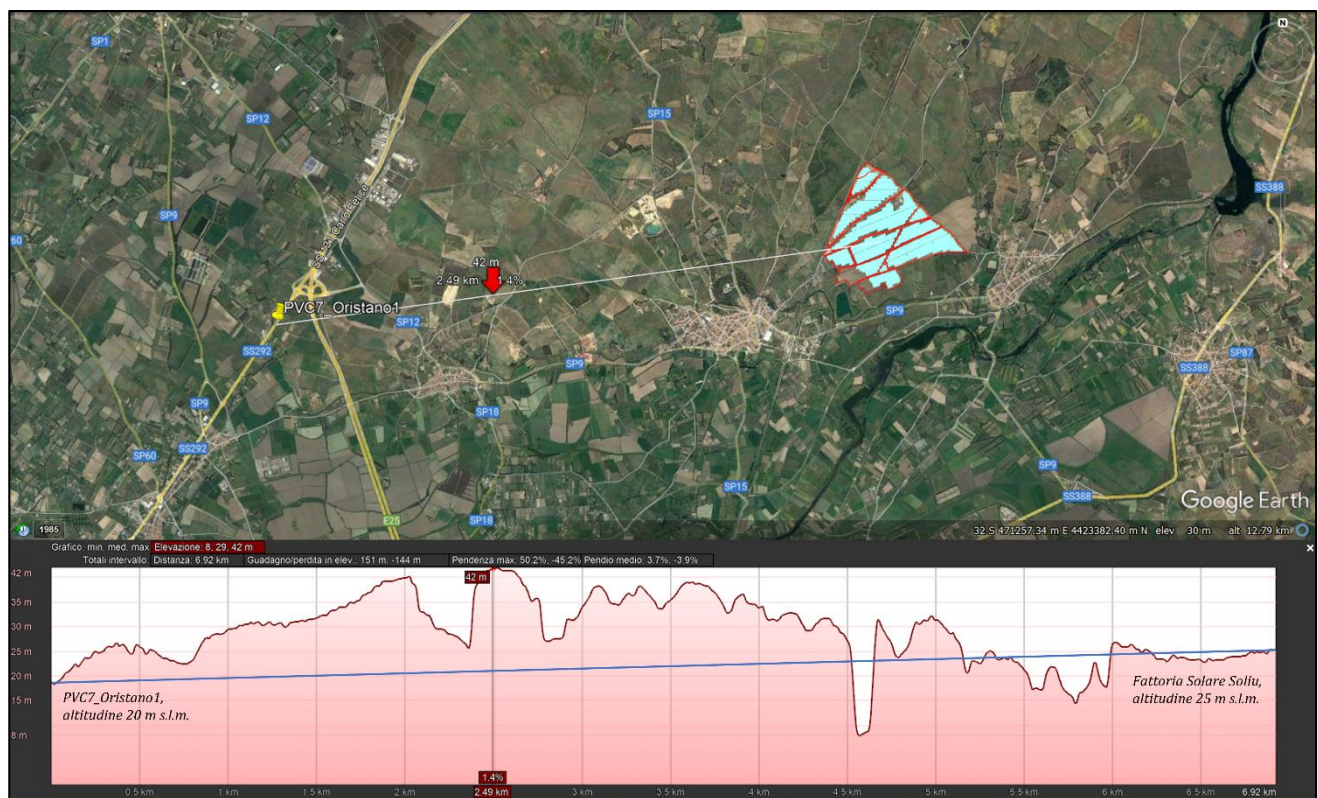 SP1
N
SP12
SP15
SP9
SS388
60
SS131 Carlo Felice
42 m
2.49 km 1.4%
PVC7_Oristano1
SP12
SP9
SS292
SP9
SP87
SS388
SP18
SP9
SS292
SP60
SP15
SP9
SS388
E25
SP18
Google Earth
1985
32 S 471257.34 m E 4423382.40 m N elev 30 m alt 12.79 km
Grafico: min. med. max Elevazione: 8, 29, 42 m
Totali intervallo: Distanza: 6.92 km Guadagno/perdita in elev.: 151 m, -144 m Pendenza max: 50.2%, -45.2% Pendio medio: 3.7%, -3.9%
42 m
42 m
35 m
30 m
25 m
20 m
15 m
8 m
PVC7_Oristano1,
altitudine 20 m s.l.m.
Fattoria Solare Soliu,
altitudine 25 m s.l.m.
1.4%
0.5 km 1 km 1.5 km 2 km 2.49 km 3 km 3.5 km 4 km 4.5 km 5 km 5.5 km 6 km 6.92 km